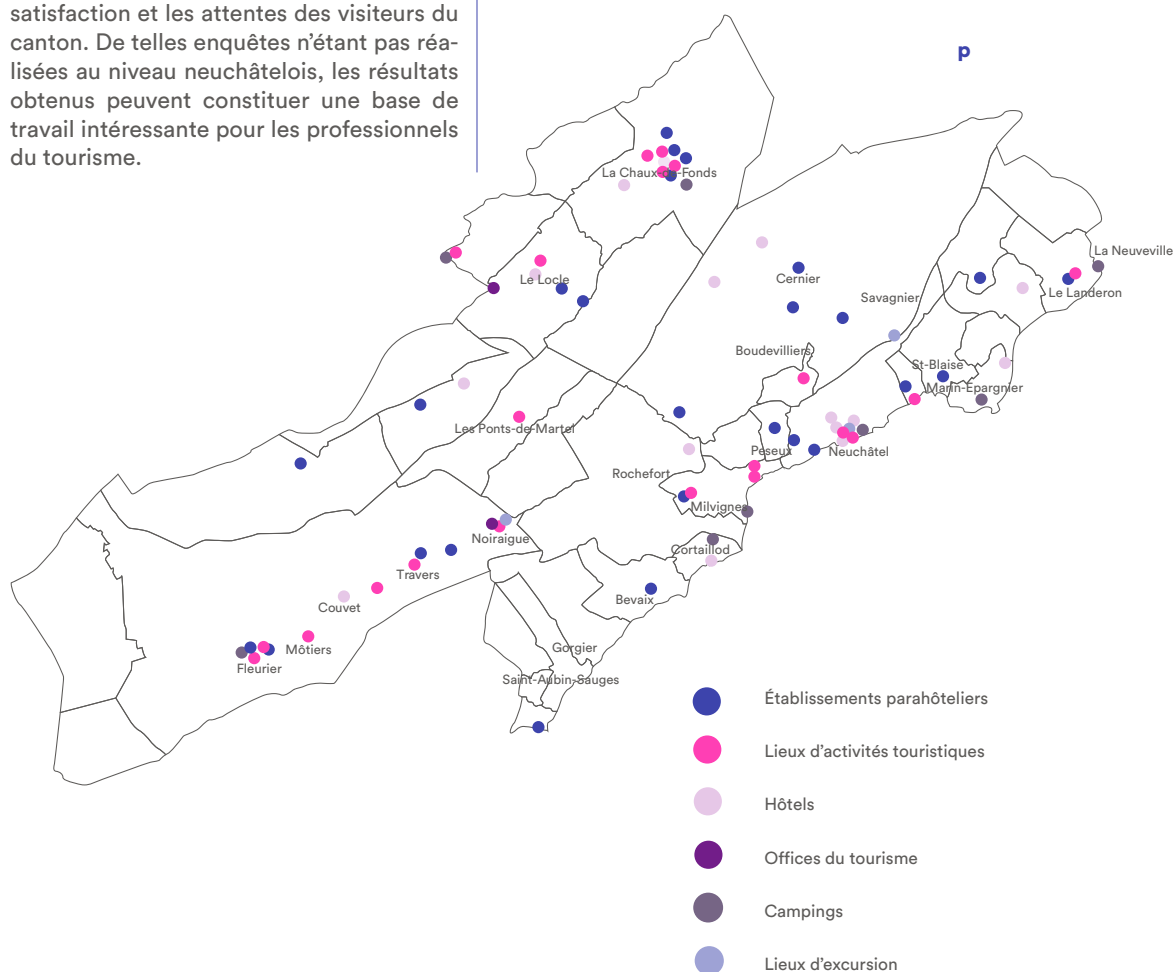 satisfaction et les attentes des visiteurs du
canton. De telles enquêtes n’étant pas réa-
lisées au niveau neuchâtelois, les résultats
obtenus peuvent constituer une base de
travail intéressante pour les professionnels
du tourisme.
p
La Chaux-de-Fonds
La Neuveville
Le Locle
Cernier
Le Landeron
Savagnier
Boudevilliers
St-Blaise
Marin-Epargnier
Les Ponts-de-Martel
Peseux
Neuchâtel
Rochefort
Milvignes
Noiraigue
Cortaillod
Travers
Bevaix
Couvet
Môtiers
Gorgier
Fleurier
Saint-Aubin-Sauges
Établissements parahôteliers
Lieux d’activités touristiques
Hôtels
Offices du tourisme
Campings
Lieux d’excursion